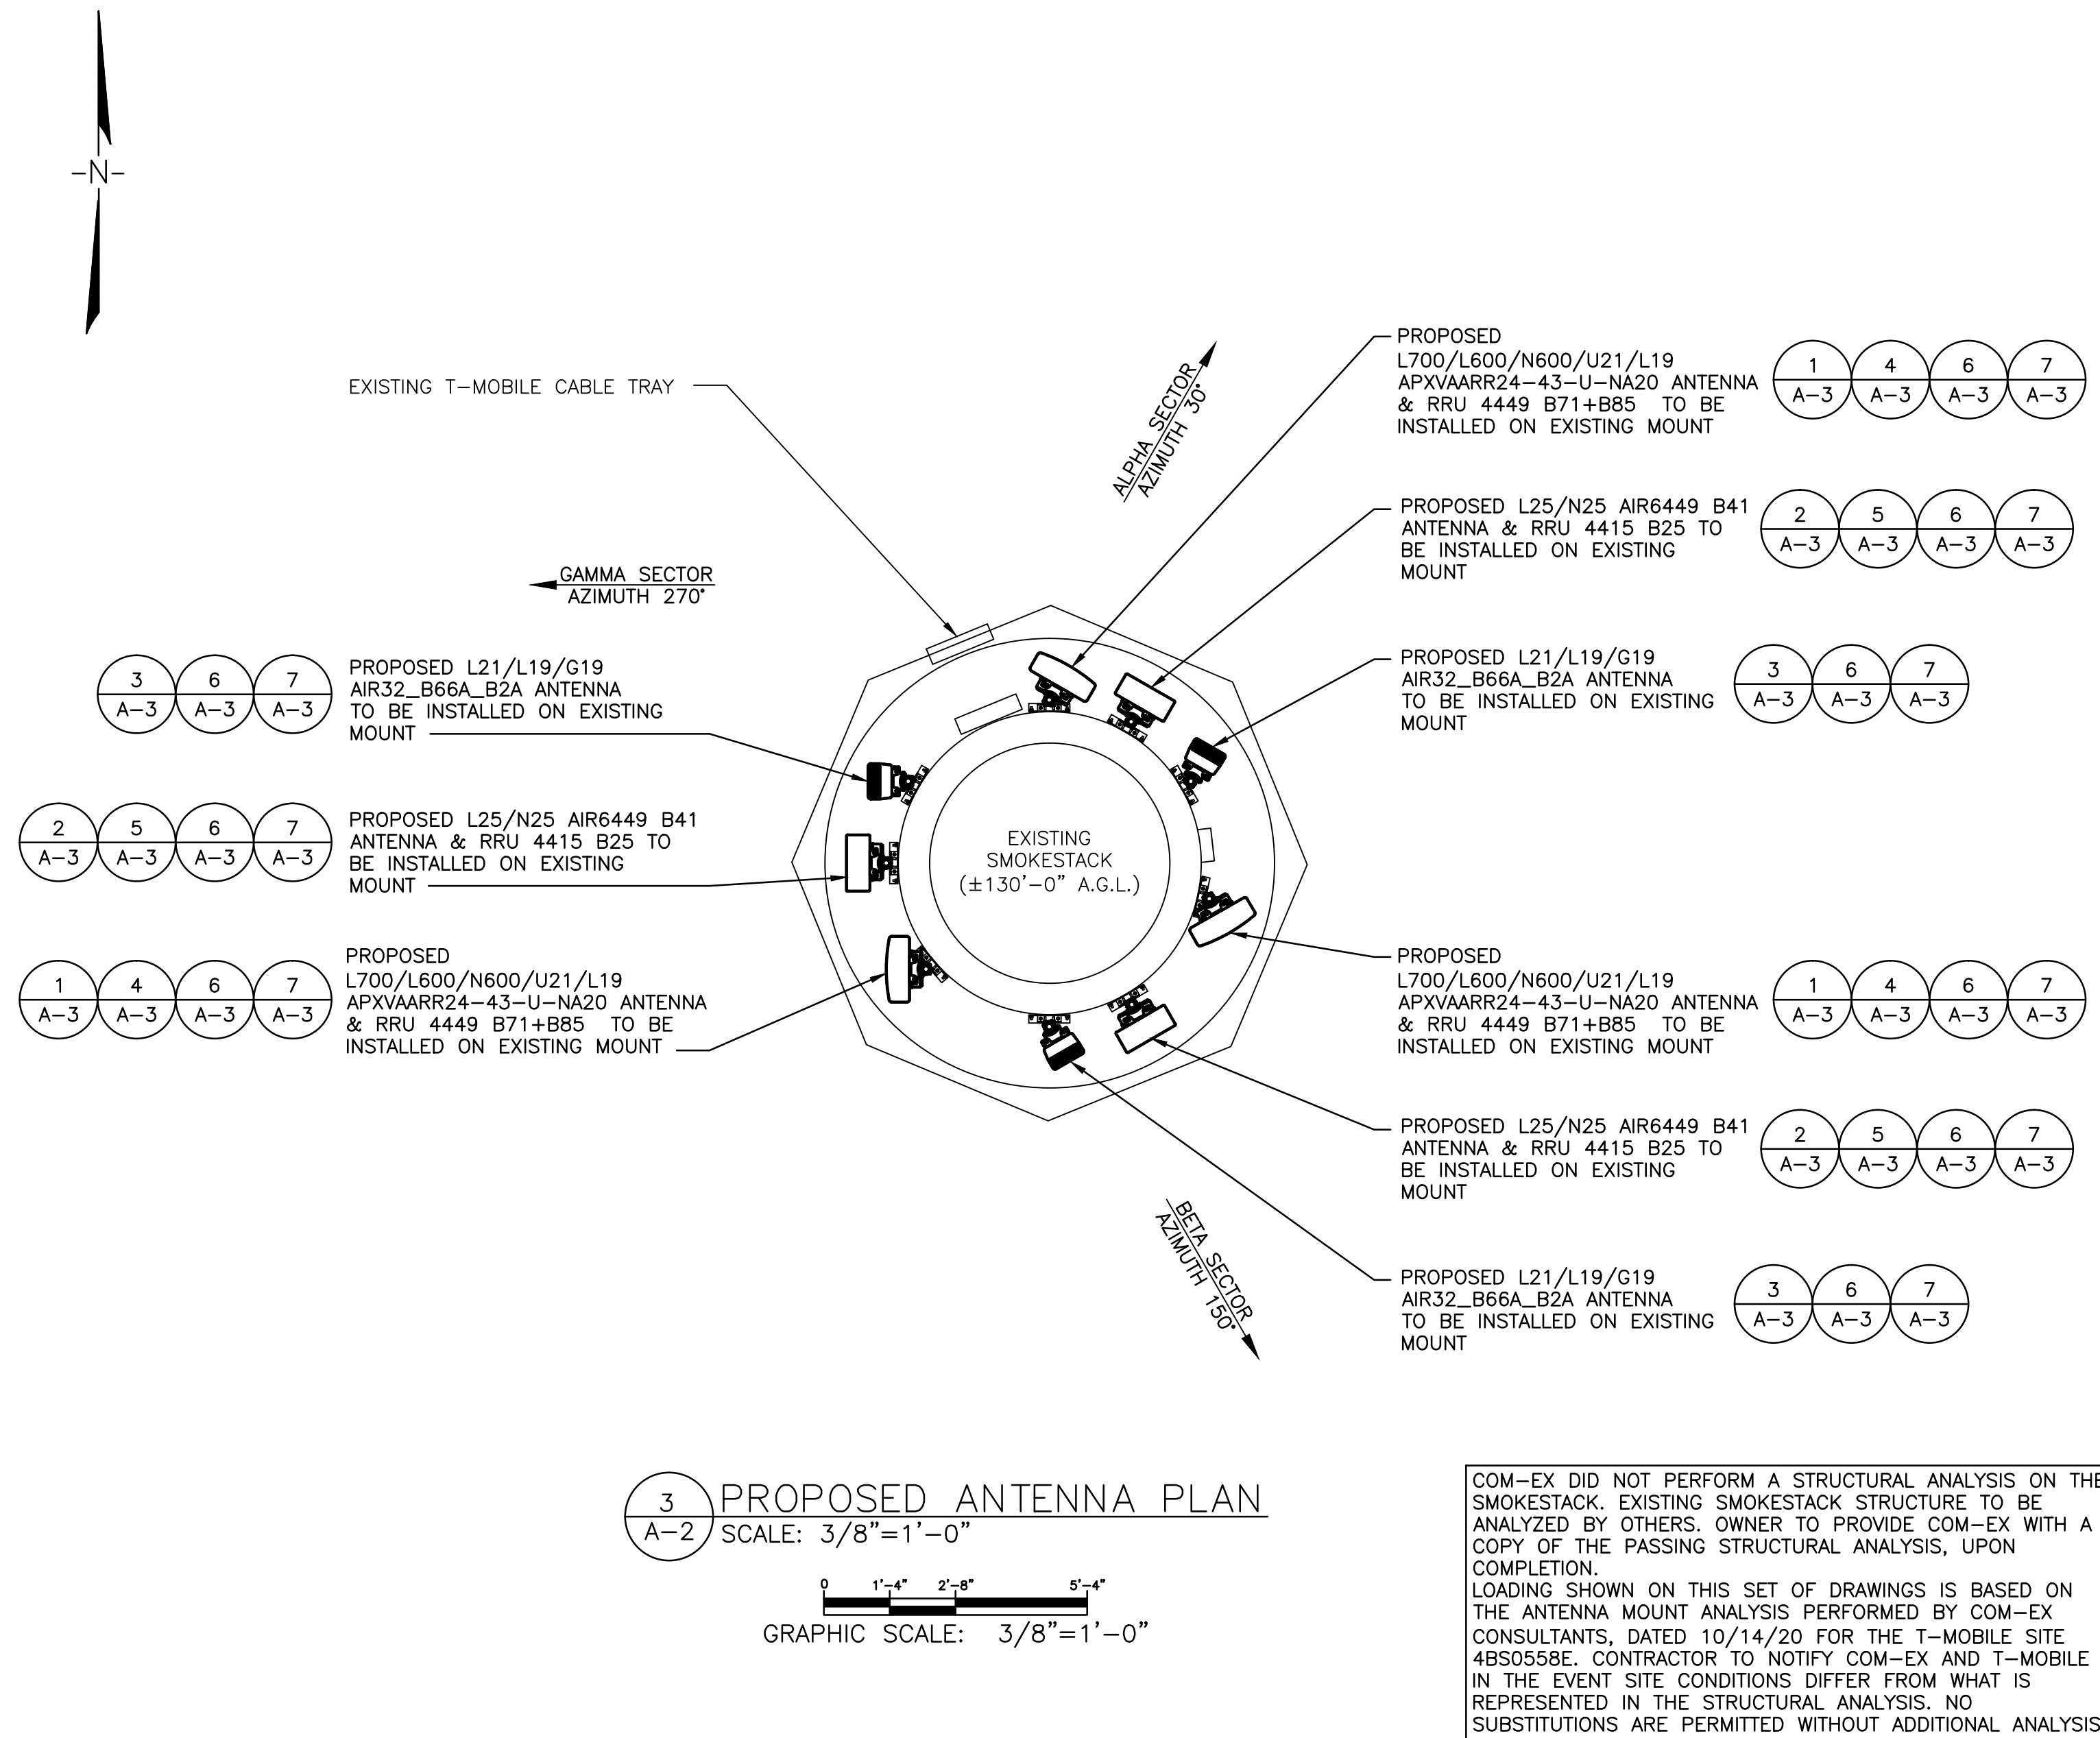 -N-
EXISTING T-MOBILE CABLE TRAY
ALPHA SECTOR
AZIMUTH 30°
GAMMA SECTOR
AZIMUTH 270°
PROPOSED
L700/L600/N600/U21/L19
APXVAARR24-43-U-NA20 ANTENNA
& RRU 4449 B71+B85 TO BE
INSTALLED ON EXISTING MOUNT
1 4 6 7
A-3 A-3 A-3 A-3
PROPOSED L25/N25 AIR6449 B41
ANTENNA & RRU 4415 B25 TO
BE INSTALLED ON EXISTING
MOUNT
2 5 6 7
A-3 A-3 A-3 A-3
PROPOSED L21/L19/G19
AIR32_B66A_B2A ANTENNA
TO BE INSTALLED ON EXISTING
MOUNT
3 6 7
A-3 A-3 A-3
3 6 7
A-3 A-3 A-3
PROPOSED L21/L19/G19
AIR32_B66A_B2A ANTENNA
TO BE INSTALLED ON EXISTING
MOUNT
2 5 6 7
A-3 A-3 A-3 A-3
PROPOSED L25/N25 AIR6449 B41
ANTENNA & RRU 4415 B25 TO
BE INSTALLED ON EXISTING
MOUNT
1 4 6 7
A-3 A-3 A-3 A-3
PROPOSED
L700/L600/N600/U21/L19
APXVAARR24-43-U-NA20 ANTENNA
& RRU 4449 B71+B85 TO BE
INSTALLED ON EXISTING MOUNT
EXISTING
SMOKESTACK
(±130'-0" A.G.L.)
PROPOSED
L700/L600/N600/U21/L19
APXVAARR24-43-U-NA20 ANTENNA
& RRU 4449 B71+B85 TO BE
INSTALLED ON EXISTING MOUNT
1 4 6 7
A-3 A-3 A-3 A-3
PROPOSED L25/N25 AIR6449 B41
ANTENNA & RRU 4415 B25 TO
BE INSTALLED ON EXISTING
MOUNT
2 5 6 7
A-3 A-3 A-3 A-3
BETA SECTOR
AZIMUTH 150°
PROPOSED L21/L19/G19
AIR32_B66A_B2A ANTENNA
TO BE INSTALLED ON EXISTING
MOUNT
3 6 7
A-3 A-3 A-3
3
A-2
PROPOSED ANTENNA PLAN
SCALE: 3/8"=1'-0"
0 1'-4" 2'-8" 5'-4"
GRAPHIC SCALE: 3/8"=1'-0"
COM-EX DID NOT PERFORM A STRUCTURAL ANALYSIS ON THE
SMOKESTACK. EXISTING SMOKESTACK STRUCTURE TO BE
ANALYZED BY OTHERS. OWNER TO PROVIDE COM-EX WITH A
COPY OF THE PASSING STRUCTURAL ANALYSIS, UPON
COMPLETION.
LOADING SHOWN ON THIS SET OF DRAWINGS IS BASED ON
THE ANTENNA MOUNT ANALYSIS PERFORMED BY COM-EX
CONSULTANTS, DATED 10/14/20 FOR THE T-MOBILE SITE
4BS0558E. CONTRACTOR TO NOTIFY COM-EX AND T-MOBILE
IN THE EVENT SITE CONDITIONS DIFFER FROM WHAT IS
REPRESENTED IN THE STRUCTURAL ANALYSIS. NO
SUBSTITUTIONS ARE PERMITTED WITHOUT ADDITIONAL ANALYSIS